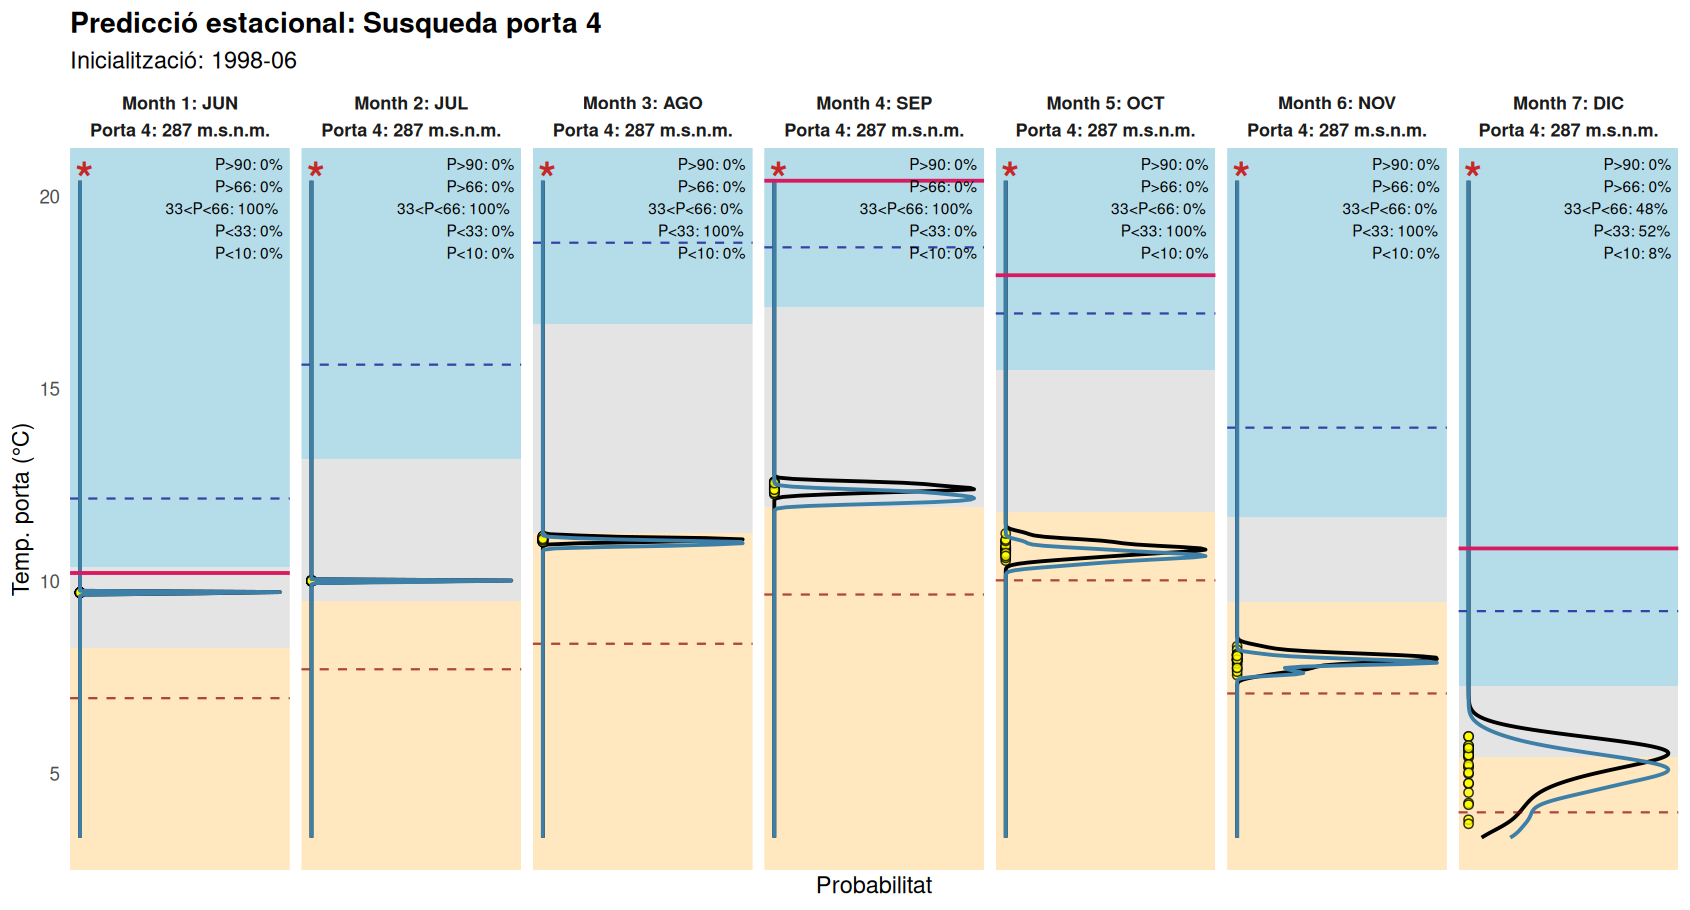 Predicció estacional: Susqueda porta 4
Inicialització: 1998-06
Month 1: JUN
Porta 4: 287 m.s.n.m.
Month 2: JUL
Porta 4: 287 m.s.n.m.
Month 3: AGO
Porta 4: 287 m.s.n.m.
Month 4: SEP
Porta 4: 287 m.s.n.m.
Month 5: OCT
Porta 4: 287 m.s.n.m.
Month 6: NOV
Porta 4: 287 m.s.n.m.
Month 7: DIC
Porta 4: 287 m.s.n.m.
*
P>90: 0%
P>66: 0%
33<P<66: 100%
P<33: 0%
P<10: 0%
*
P>90: 0%
P>66: 0%
33<P<66: 100%
P<33: 0%
P<10: 0%
*
P>90: 0%
P>66: 0%
33<P<66: 0%
P<33: 100%
P<10: 0%
*
P>90: 0%
P>66: 0%
33<P<66: 100%
P<33: 0%
P<10: 0%
*
P>90: 0%
P>66: 0%
33<P<66: 0%
P<33: 100%
P<10: 0%
*
P>90: 0%
P>66: 0%
33<P<66: 0%
P<33: 100%
P<10: 0%
*
P>90: 0%
P>66: 0%
33<P<66: 48%
P<33: 52%
P<10: 8%
20
15
10
5
Temp. porta (°C)
Probabilitat